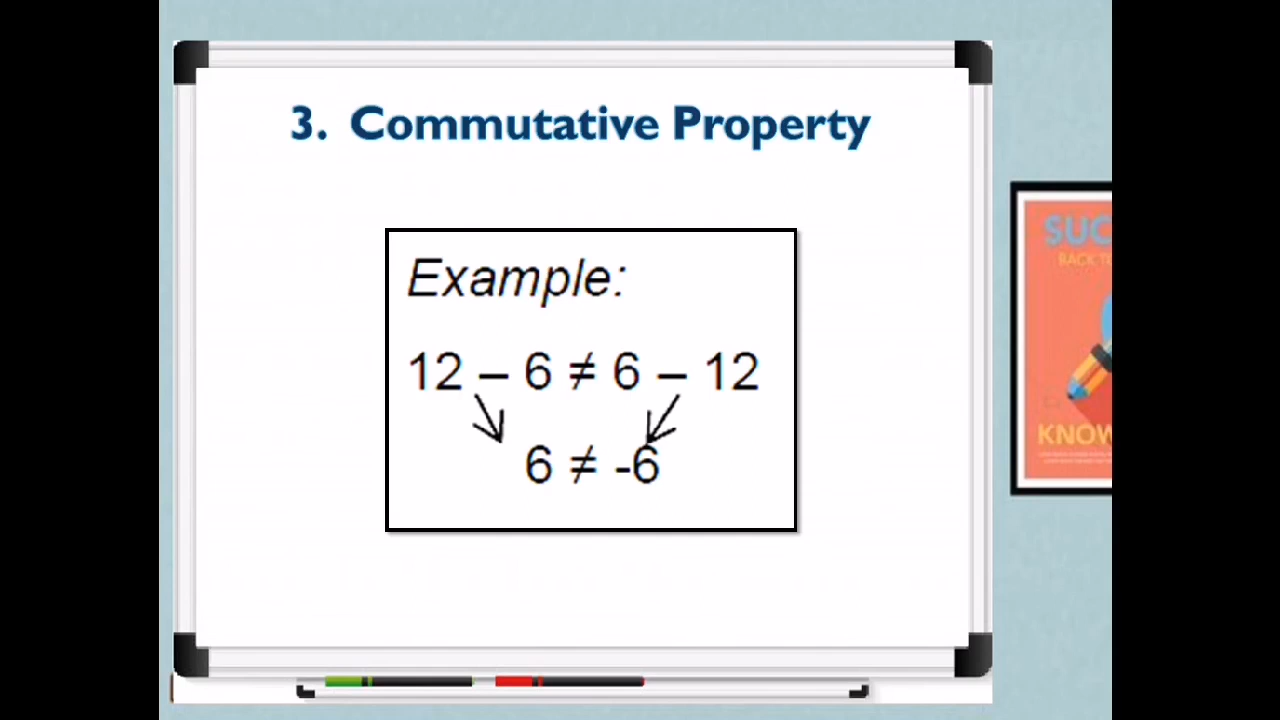 3. Commutative Property
Example:
12 – 6 ≠ 6 – 12
6 ≠ -6
SUC
BACK T
KNOW